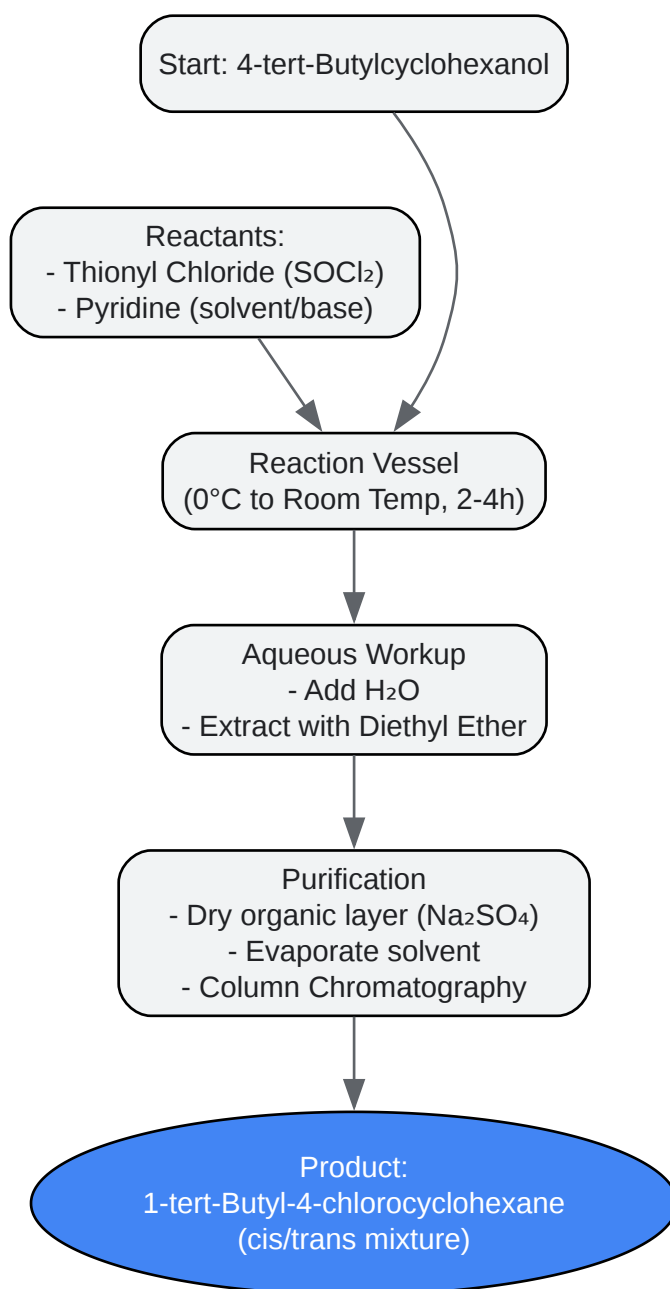 Start: 4-tert-Butylcyclohexanol
Reactants:
- Thionyl Chloride (SOCl₂)
- Pyridine (solvent/base)
Reaction Vessel
(0°C to Room Temp, 2-4h)
Aqueous Workup
- Add H₂O
- Extract with Diethyl Ether
Purification
- Dry organic layer (Na₂SO₄)
- Evaporate solvent
- Column Chromatography
Product:
1-tert-Butyl-4-chlorocyclohexane
(cis/trans mixture)